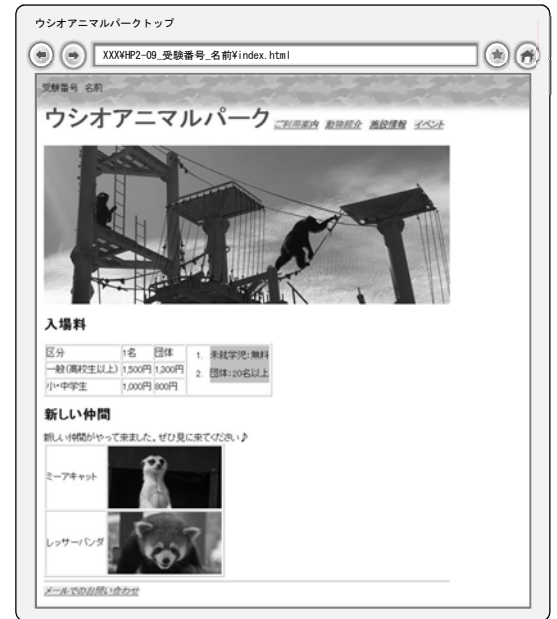 ウシオアニマルパークトップ
XXX¥HP2-09_受験番号_名前¥index.html
受験番号 名前
ウシオアニマルパーク ご利用案内 動物紹介 施設情報 イベント
入場料
区分 1名 団体
一般(高校生以上) 1,500円 1,300円
小・中学生 1,000円 800円
1. 未就学児:無料
2. 団体:20名以上
新しい仲間
新しい仲間がやって来ました。ぜひ見に来てください♪
ミーアキャット
レッサーパンダ
メールでのお問い合わせ